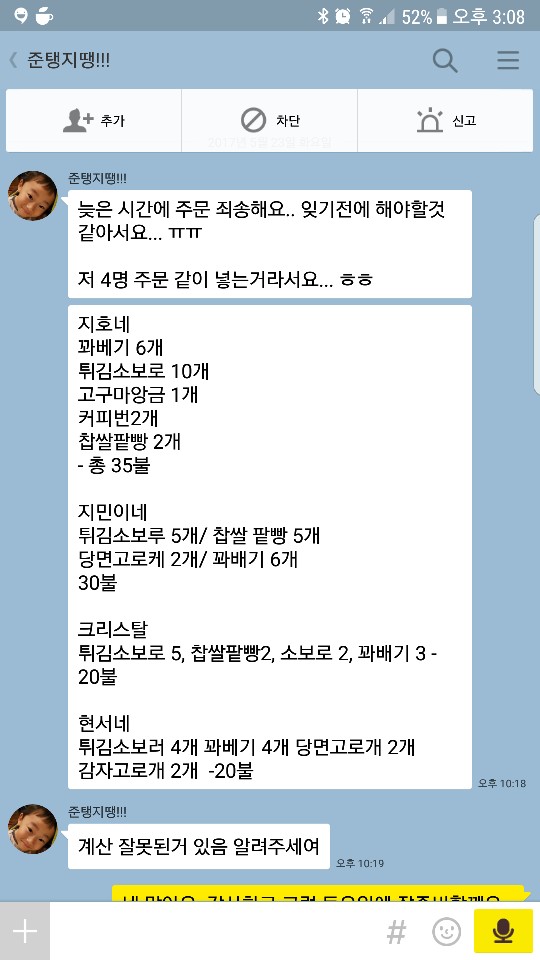 52% 오후 3:08
준탱지땡!!!
추가
차단
신고
준탱지땡!!!
늦은 시간에 주문 죄송해요.. 잊기전에 해야할것
같아서요... ㅠㅠ
저 4명 주문 같이 넣는거라서요... ㅎㅎ
지호네
꽈베기 6개
튀김소보로 10개
고구마앙금 1개
커피번2개
찹쌀팥빵 2개
- 총 35불
지민이네
튀김소보루 5개/ 찹쌀 팥빵 5개
당면고로케 2개/ 꽈배기 6개
30불
크리스탈
튀김소보로 5, 찹쌀팥빵2, 소보로 2, 꽈배기 3 -
20불
현서네
튀김소보러 4개 꽈베기 4개 당면고로개 2개
감자고로개 2개  -20불
오후 10:18
준탱지땡!!!
계산 잘못된거 있음 알려주세여
오후 10:19
#